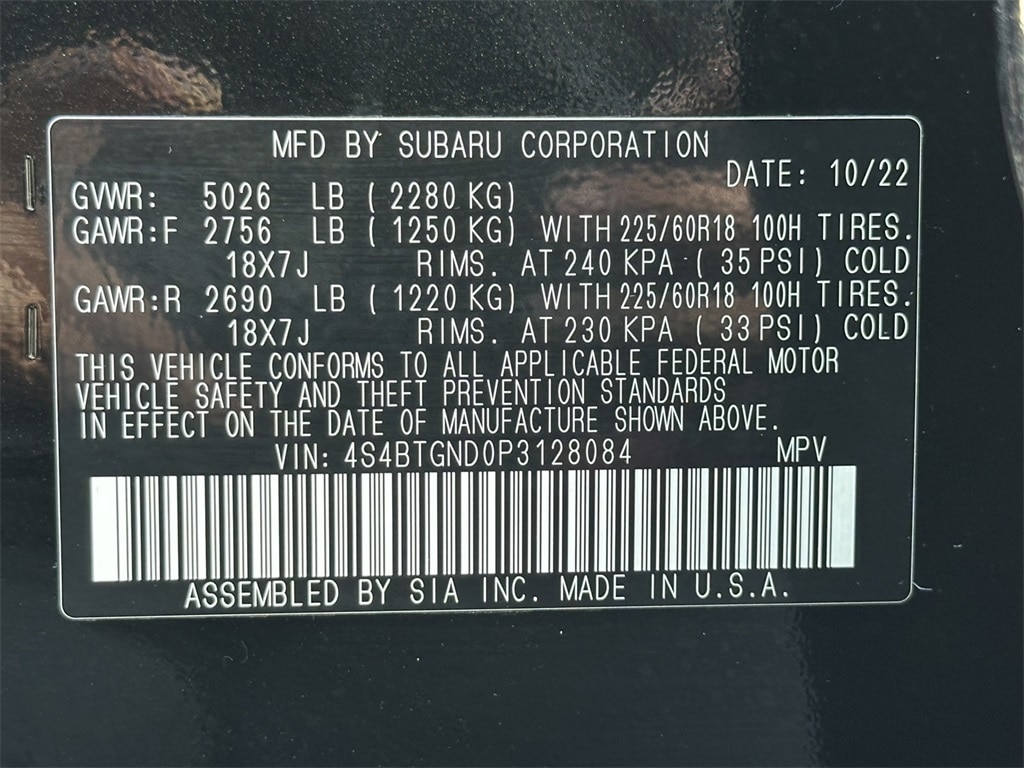 MFD BY SUBARU CORPORATION
DATE: 10/22
GVWR: 5026 LB ( 2280 KG)
GAWR:F 2756 LB ( 1250 KG) WITH 225/60R18 100H TIRES.
18X7J RIMS. AT 240 KPA ( 35 PSI) COLD
GAWR:R 2690 LB ( 1220 KG) WITH 225/60R18 100H TIRES.
18X7J RIMS. AT 230 KPA ( 33 PSI) COLD
THIS VEHICLE CONFORMS TO ALL APPLICABLE FEDERAL MOTOR
VEHICLE SAFETY AND THEFT PREVENTION STANDARDS
IN EFFECT ON THE DATE OF MANUFACTURE SHOWN ABOVE.
VIN: 4S4BTGND0P3128084 MPV
ASSEMBLED BY SIA INC. MADE IN U.S.A.